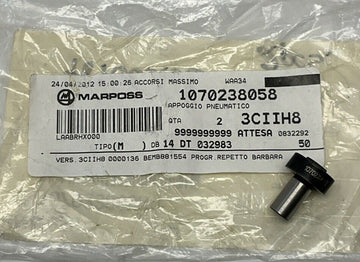 24/04/2012 15:00:26 ACCORSI MASSIMO WAA34
MARPOSS 1070238058
APPOGGIO PNEUMATICO
LAABRHX000 QTA 2 3CIIH8
9999999999 ATTESA 0832292
TIPO(M ) DB 14 DT 032983 50
VERS. 3CIIH8 0000136 BEMBBB1554 PROGR.REPETTO BARBARA